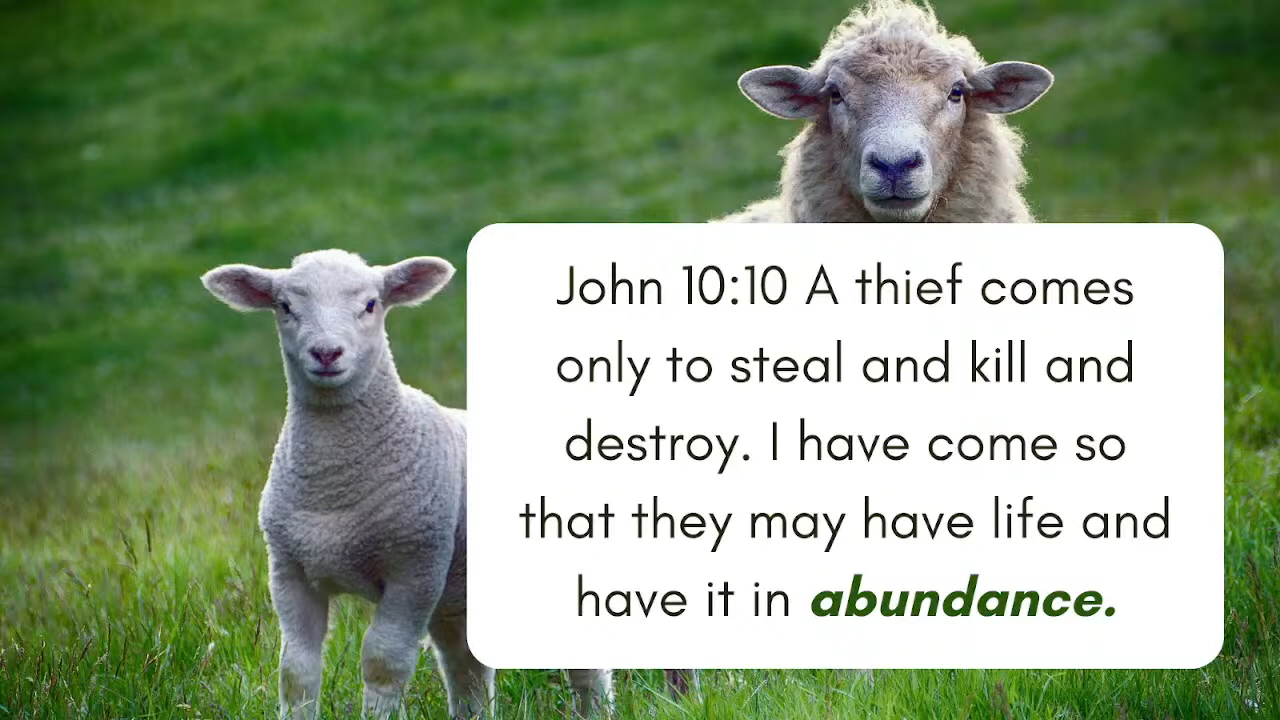 John 10:10 A thief comes
only to steal and kill and
destroy. I have come so
that they may have life and
have it in abundance.